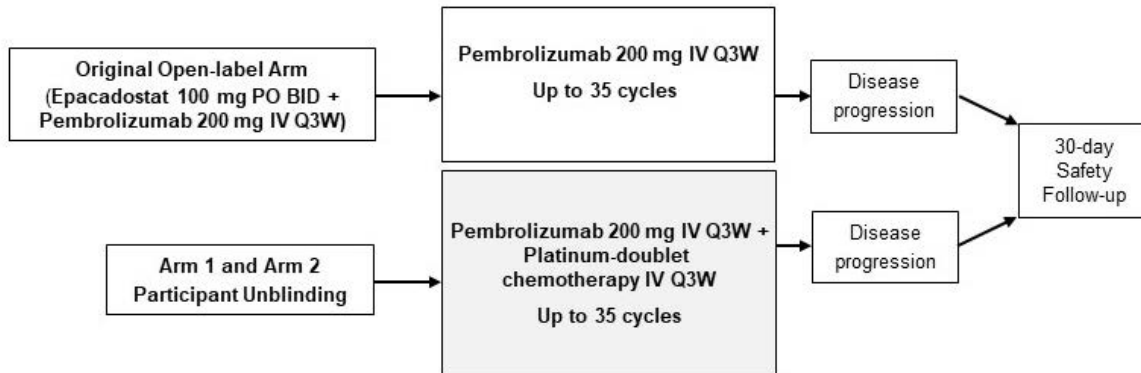 Original Open-label Arm
(Epacadostat 100 mg PO BID +
Pembrolizumab 200 mg IV Q3W)
Pembrolizumab 200 mg IV Q3W
Up to 35 cycles
Disease
progression
30-day
Safety
Follow-up
Arm 1 and Arm 2
Participant Unblinding
Pembrolizumab 200 mg IV Q3W +
Platinum-doublet
chemotherapy IV Q3W
Up to 35 cycles
Disease
progression